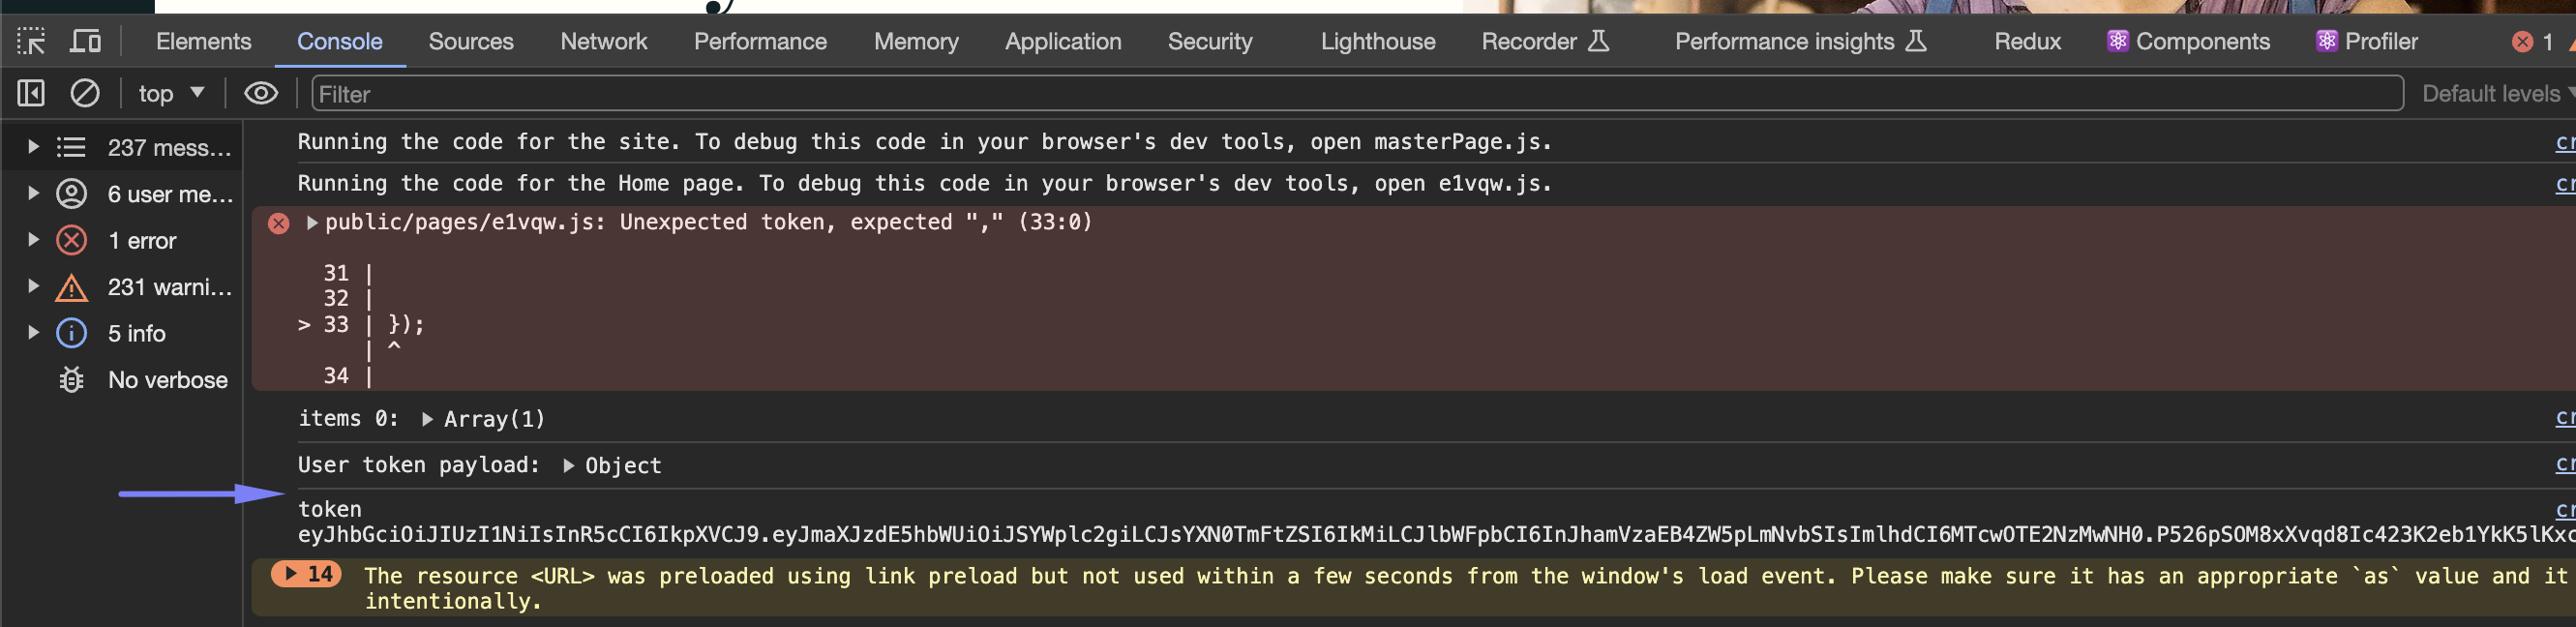 Elements Console Sources Network Performance Memory Application Security Lighthouse Recorder Performance insights Redux Components Profiler 1
top Filter Default levels
237 mess...
6 user me...
1 error
231 warni...
5 info
No verbose
Running the code for the site. To debug this code in your browser's dev tools, open masterPage.js.
Running the code for the Home page. To debug this code in your browser's dev tools, open e1vqw.js.
public/pages/e1vqw.js: Unexpected token, expected "," (33:0)
31 |
32 |
> 33 | });
| ^
34 |
items 0: Array(1)
User token payload: Object
token
eyJhbGciOiJIUzI1NiIsInR5cCI6IkpXVCJ9.eyJmaXJzdE5hbWUiOiJSYWplc2giLCJsYXN0TmFtZSI6IkMiLCJlbWFpbCI6InJhamVzaEB4ZW5pLmNvbSIsImlhdCI6MTcwOTE2NzMwNH0.P526pSOM8xXvqd8Ic423K2eb1YkK5lKxc
14 The resource <URL> was preloaded using link preload but not used within a few seconds from the window's load event. Please make sure it has an appropriate `as` value and it
intentionally.